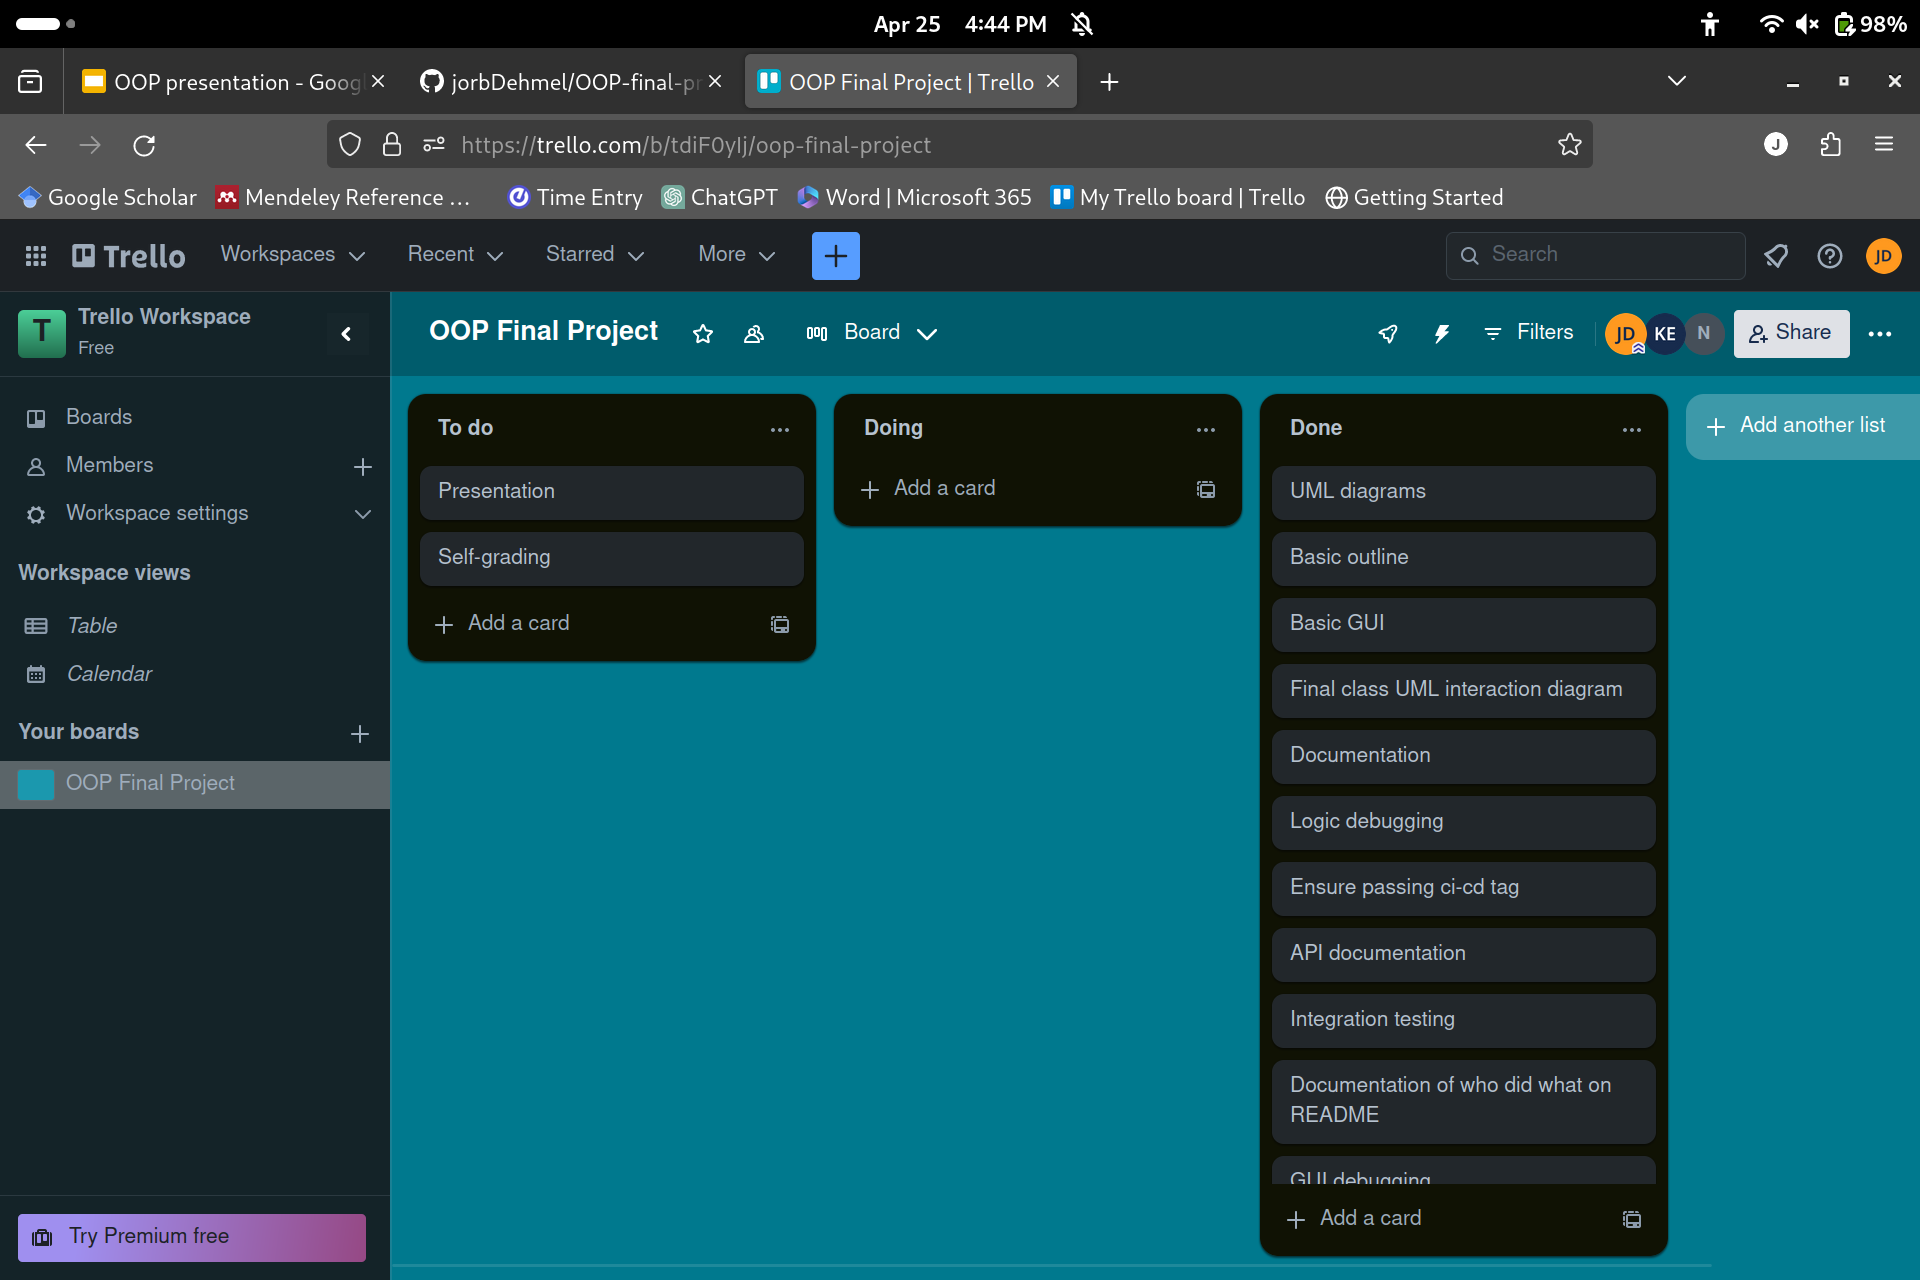 Apr 25 4:44 PM
98%
OOP presentation - Goog
jorbDehmel/OOP-final-pr
OOP Final Project | Trello
https://trello.com/b/tdiF0yIj/oop-final-project
J
Google Scholar
Mendeley Reference ...
Time Entry
ChatGPT
Word | Microsoft 365
My Trello board | Trello
Getting Started
Trello
Workspaces
Recent
Starred
More
Search
JD
T
Trello Workspace
Free
OOP Final Project
Board
Filters
JD
KE
N
Share
Boards
Members
Workspace settings
Workspace views
Table
Calendar
Your boards
OOP Final Project
Try Premium free
To do
Presentation
Self-grading
Add a card
Doing
Add a card
Done
UML diagrams
Basic outline
Basic GUI
Final class UML interaction diagram
Documentation
Logic debugging
Ensure passing ci-cd tag
API documentation
Integration testing
Documentation of who did what on
README
GUI debugging
Add a card
Add another list